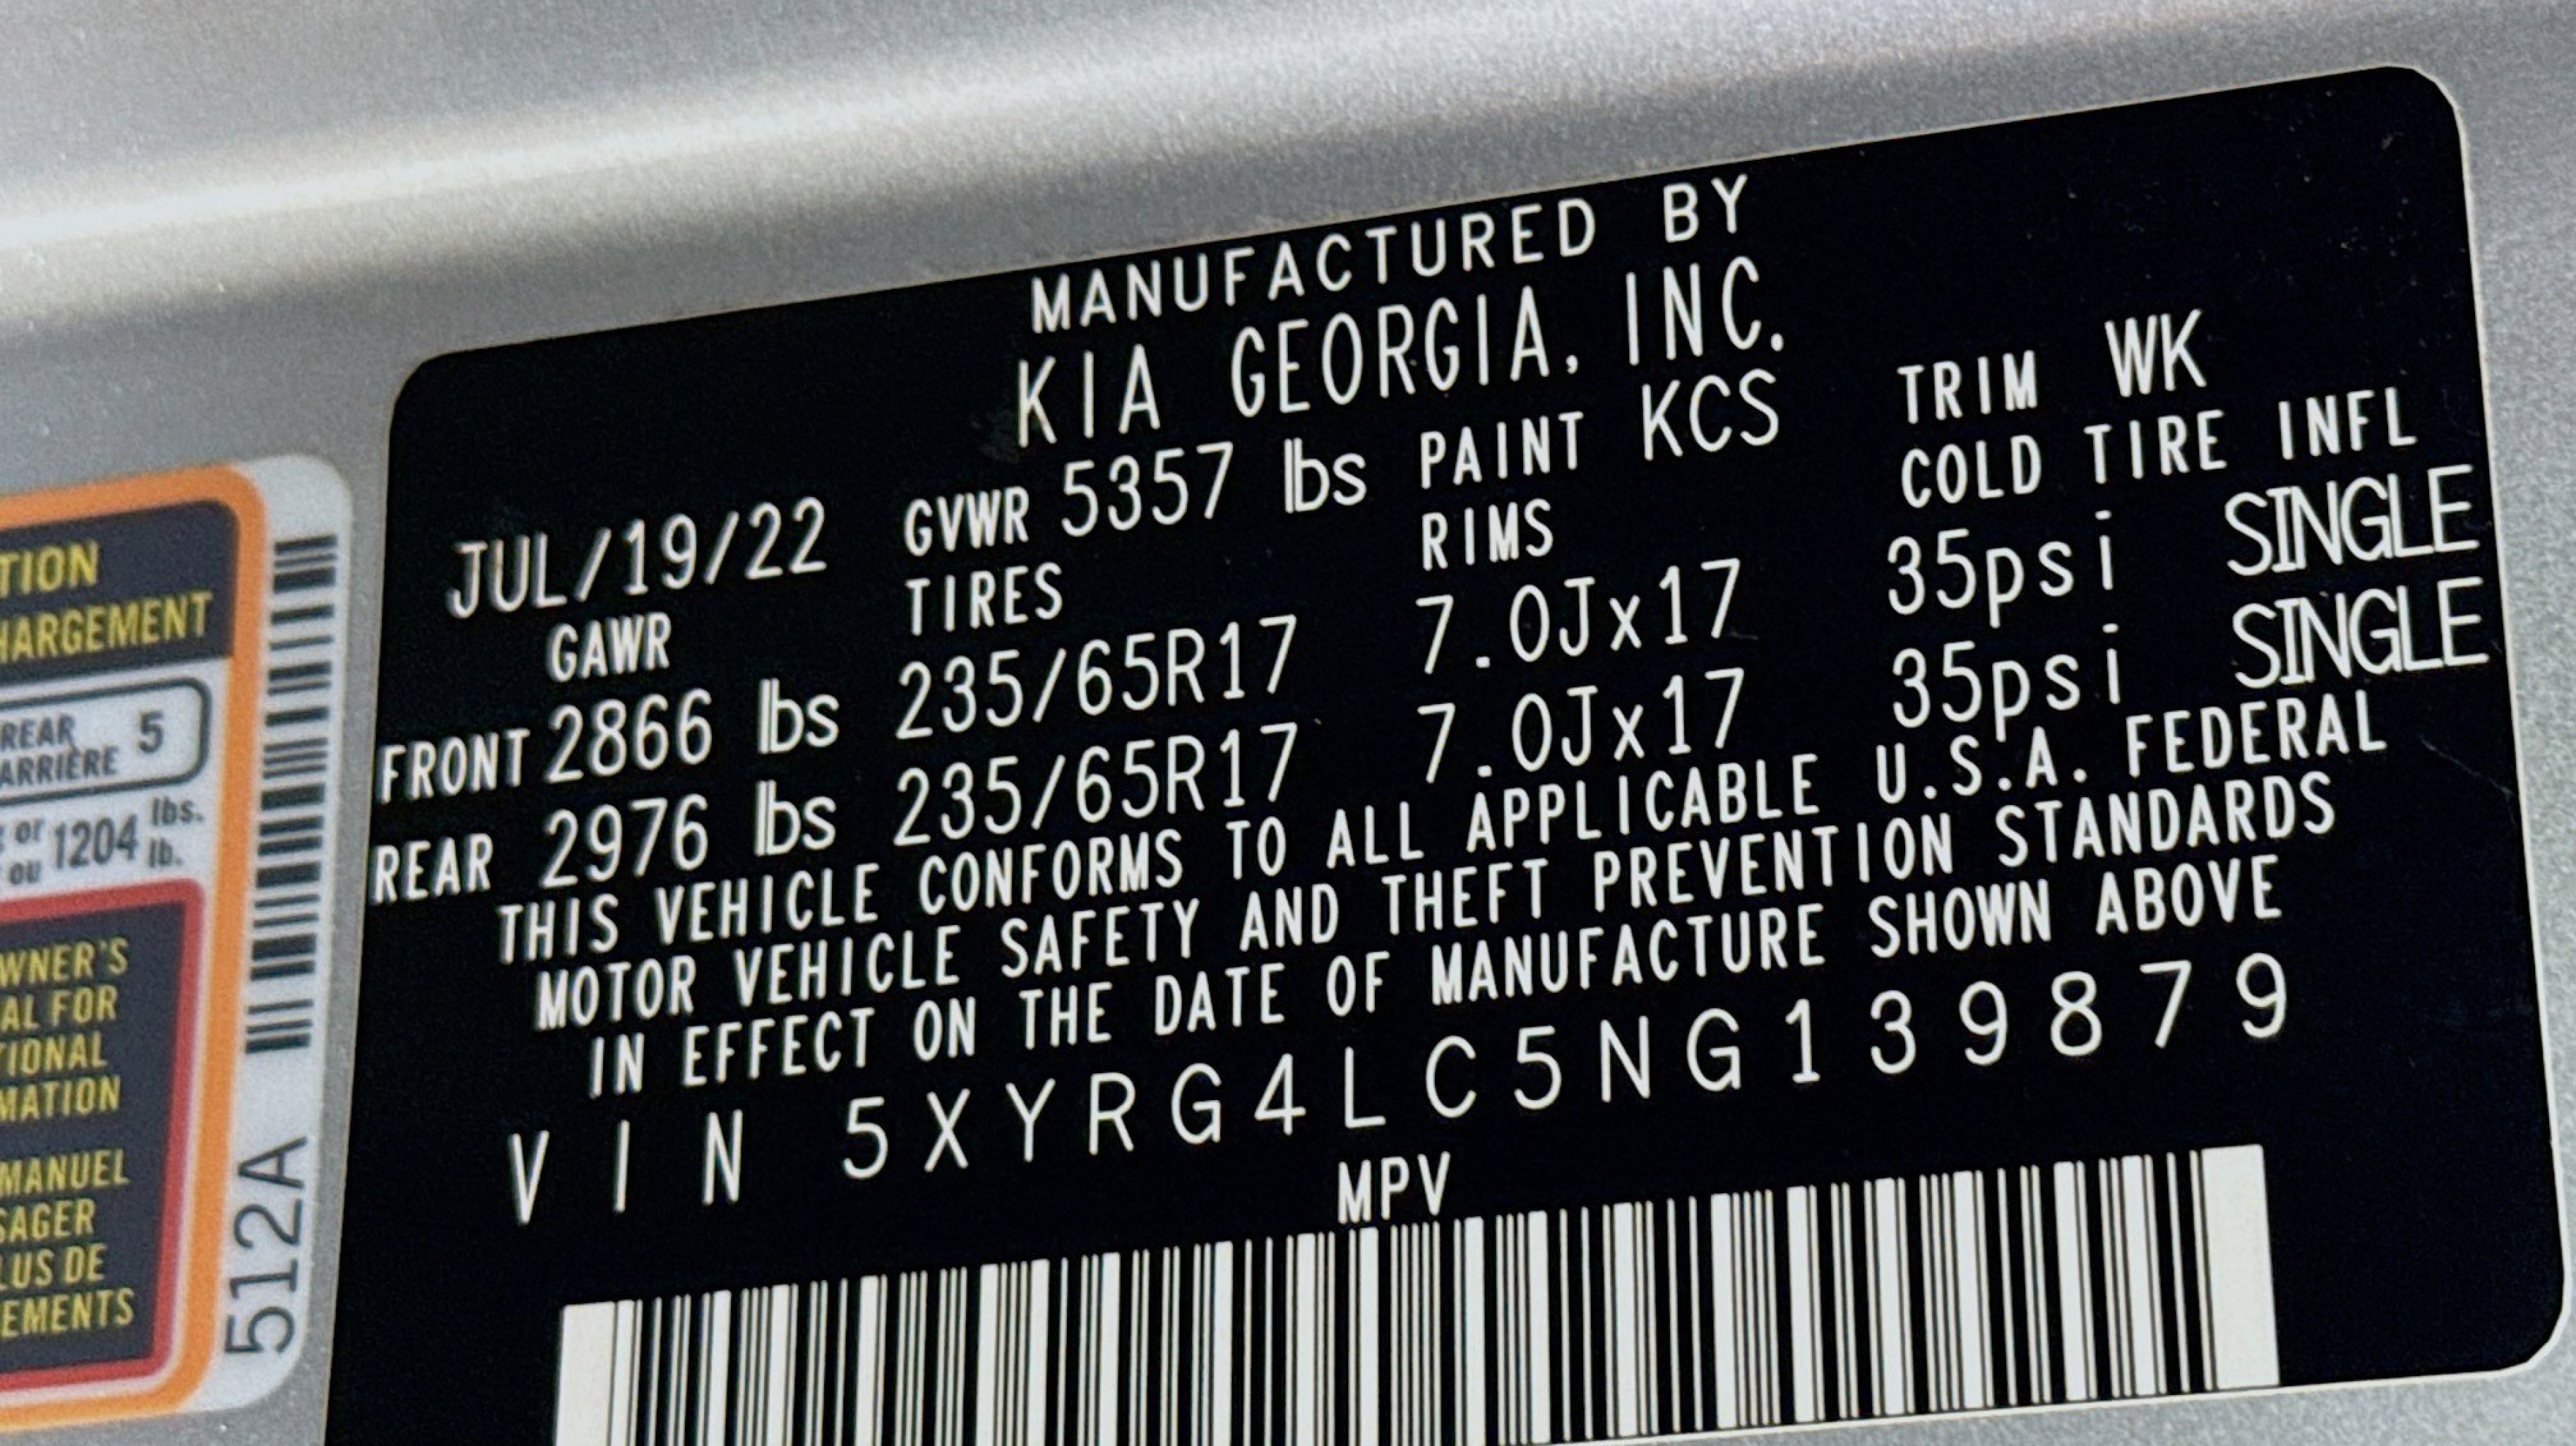 MANUFACTURED BY
KIA GEORGIA, INC.
JUL/19/22 GVWR 5357 lbs PAINT KCS TRIM WK
GAWR TIRES RIMS COLD TIRE INFL
FRONT 2866 lbs 235/65R17 7.0Jx17 35psi SINGLE
REAR 2976 lbs 235/65R17 7.0Jx17 35psi SINGLE
THIS VEHICLE CONFORMS TO ALL APPLICABLE U.S.A. FEDERAL
MOTOR VEHICLE SAFETY AND THEFT PREVENTION STANDARDS
IN EFFECT ON THE DATE OF MANUFACTURE SHOWN ABOVE
VIN 5XYRG4LC5NG139879
MPV
TION
HARGEMENT
REAR 5
ARRIÈRE
or 1204 lbs.
ou lb.
WNER'S
AL FOR
TIONAL
MATION
MANUEL
SAGER
LUS DE
EMENTS
512A